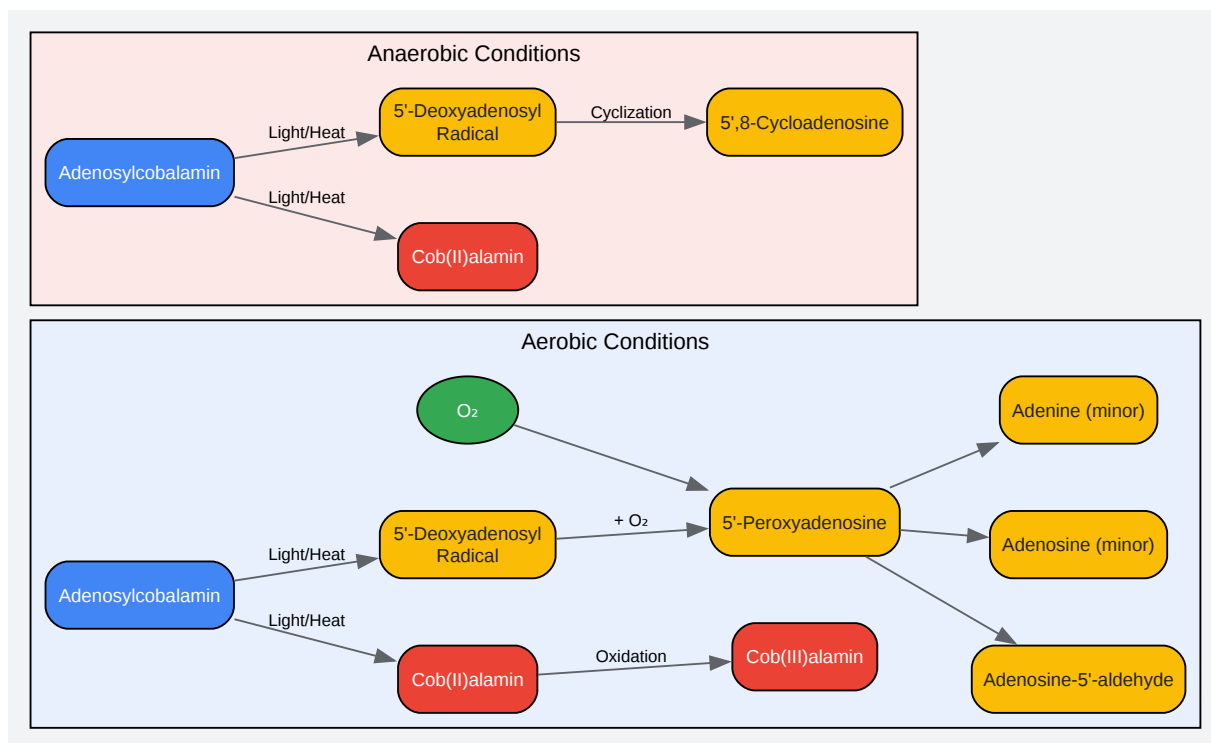 Anaerobic Conditions
Adenosylcobalamin
Light/Heat
Light/Heat
5'-Deoxyadenosyl
Radical
Cyclization
5',8-Cycloadenosine
Cob(II)alamin
Aerobic Conditions
O₂
Adenine (minor)
Adenosylcobalamin
Light/Heat
Light/Heat
5'-Deoxyadenosyl
Radical
+ O₂
5'-Peroxyadenosine
Adenosine (minor)
Cob(II)alamin
Oxidation
Cob(III)alamin
Adenosine-5'-aldehyde